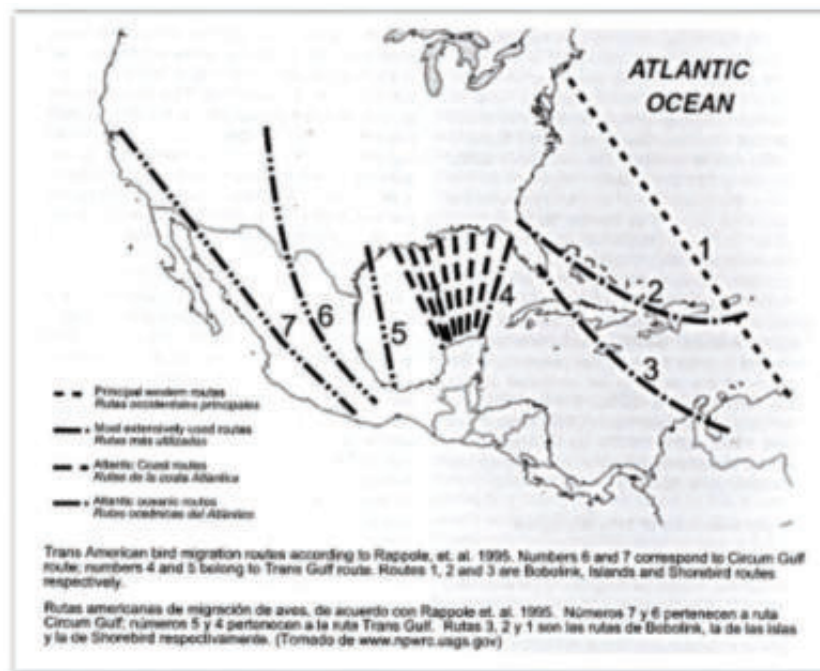 ATLANTIC
OCEAN
1
2
3
4
5
6
7
Principal western routes
Rutas occidentales principales
Most extensively used routes
Rutas más utilizadas
Atlantic Coast routes
Rutas de la costa Atlántica
Atlantic oceanic routes
Rutas oceánicas del Atlántico
Trans American bird migration routes according to Rappole, et. al. 1995. Numbers 6 and 7 correspond to Circum Gulf
route; numbers 4 and 5 belong to Trans Gulf route. Routes 1, 2 and 3 are Bobolink, Islands and Shorebird routes
respectively.
Rutas americanas de migración de aves, de acuerdo con Rappole et. al. 1995. Números 7 y 6 pertenecen a ruta
Circum Gulf; números 5 y 4 pertenecen a la ruta Trans Gulf. Rutas 3, 2 y 1 son las rutas de Bobolink, la de las islas
y la de Shorebird respectivamente. (Tomado de www.npwrc.usgs.gov)